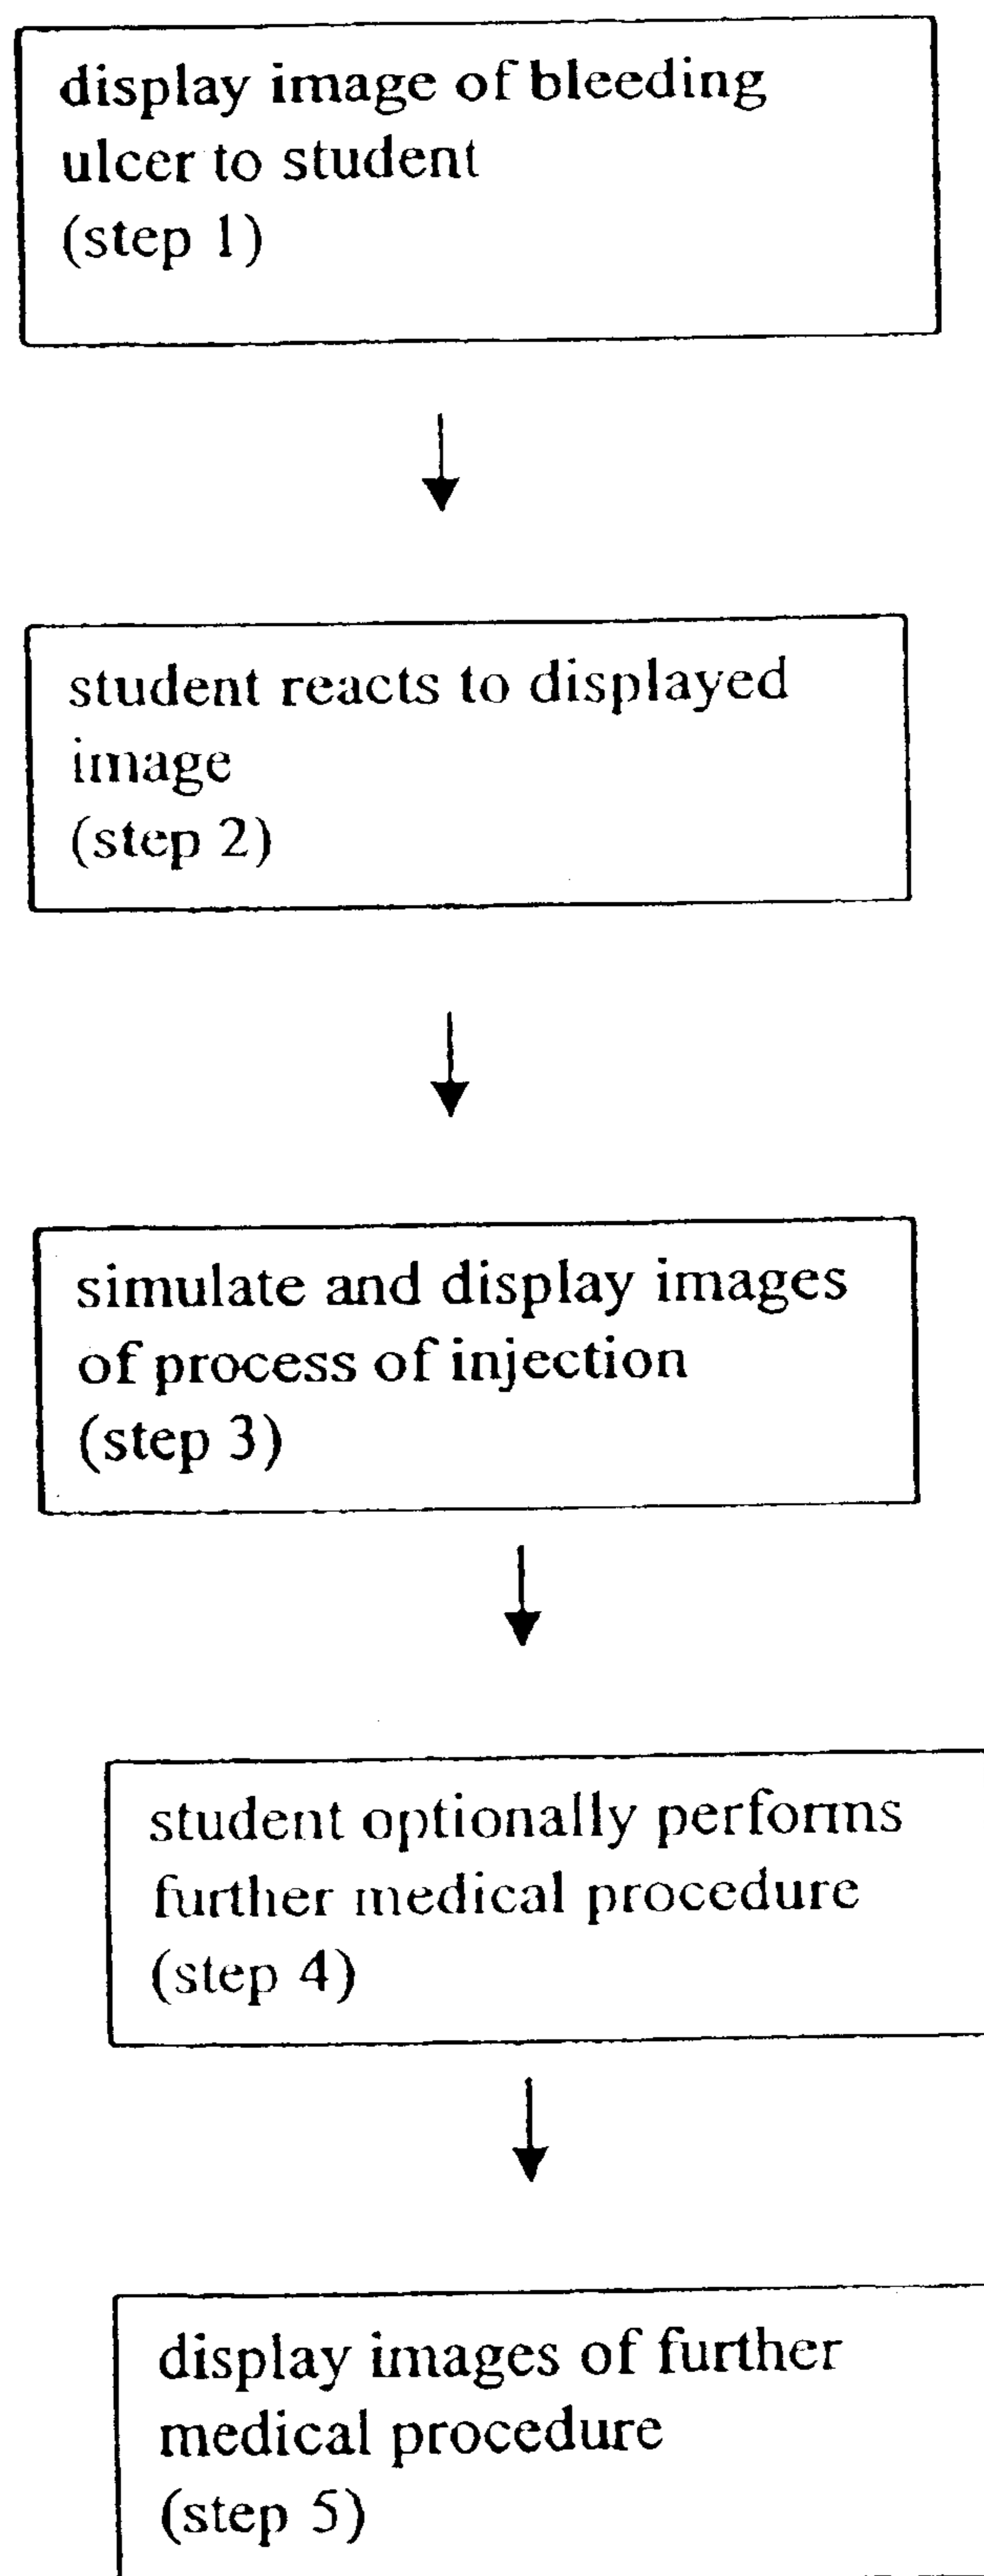 display image of bleeding
ulcer to student
(step 1)
student reacts to displayed
image
(step 2)
simulate and display images
of process of injection
(step 3)
student optionally performs
further medical procedure
(step 4)
display images of further
medical procedure
(step 5)